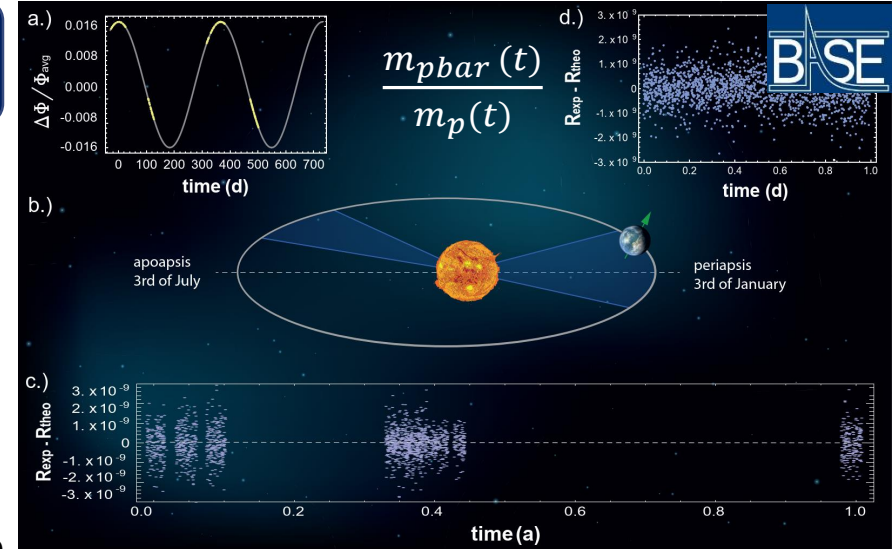 a.)
0.016
0.008
0.000
-0.008
-0.016
ΔΦ / Φavg
0 100 200 300 400 500 600 700
time (d)
m_pbar (t)
m_p(t)
d.)
BASE
3. x 10 9
2. x 10 9
1. x 10 9
0
-1. x 10 9
-2. x 10 9
-3. x 10 9
Rexp - Rtheo
0.0 0.2 0.4 0.6 0.8 1.0
time (d)
b.)
apoapsis
3rd of July
periapsis
3rd of January
c.)
3. x 10 -9
2. x 10 -9
1. x 10 -9
0
-1. x 10 -9
-2. x 10 -9
-3. x 10 -9
Rexp - Rtheo
0.0 0.2 0.4 0.6 0.8 1.0
time (a)